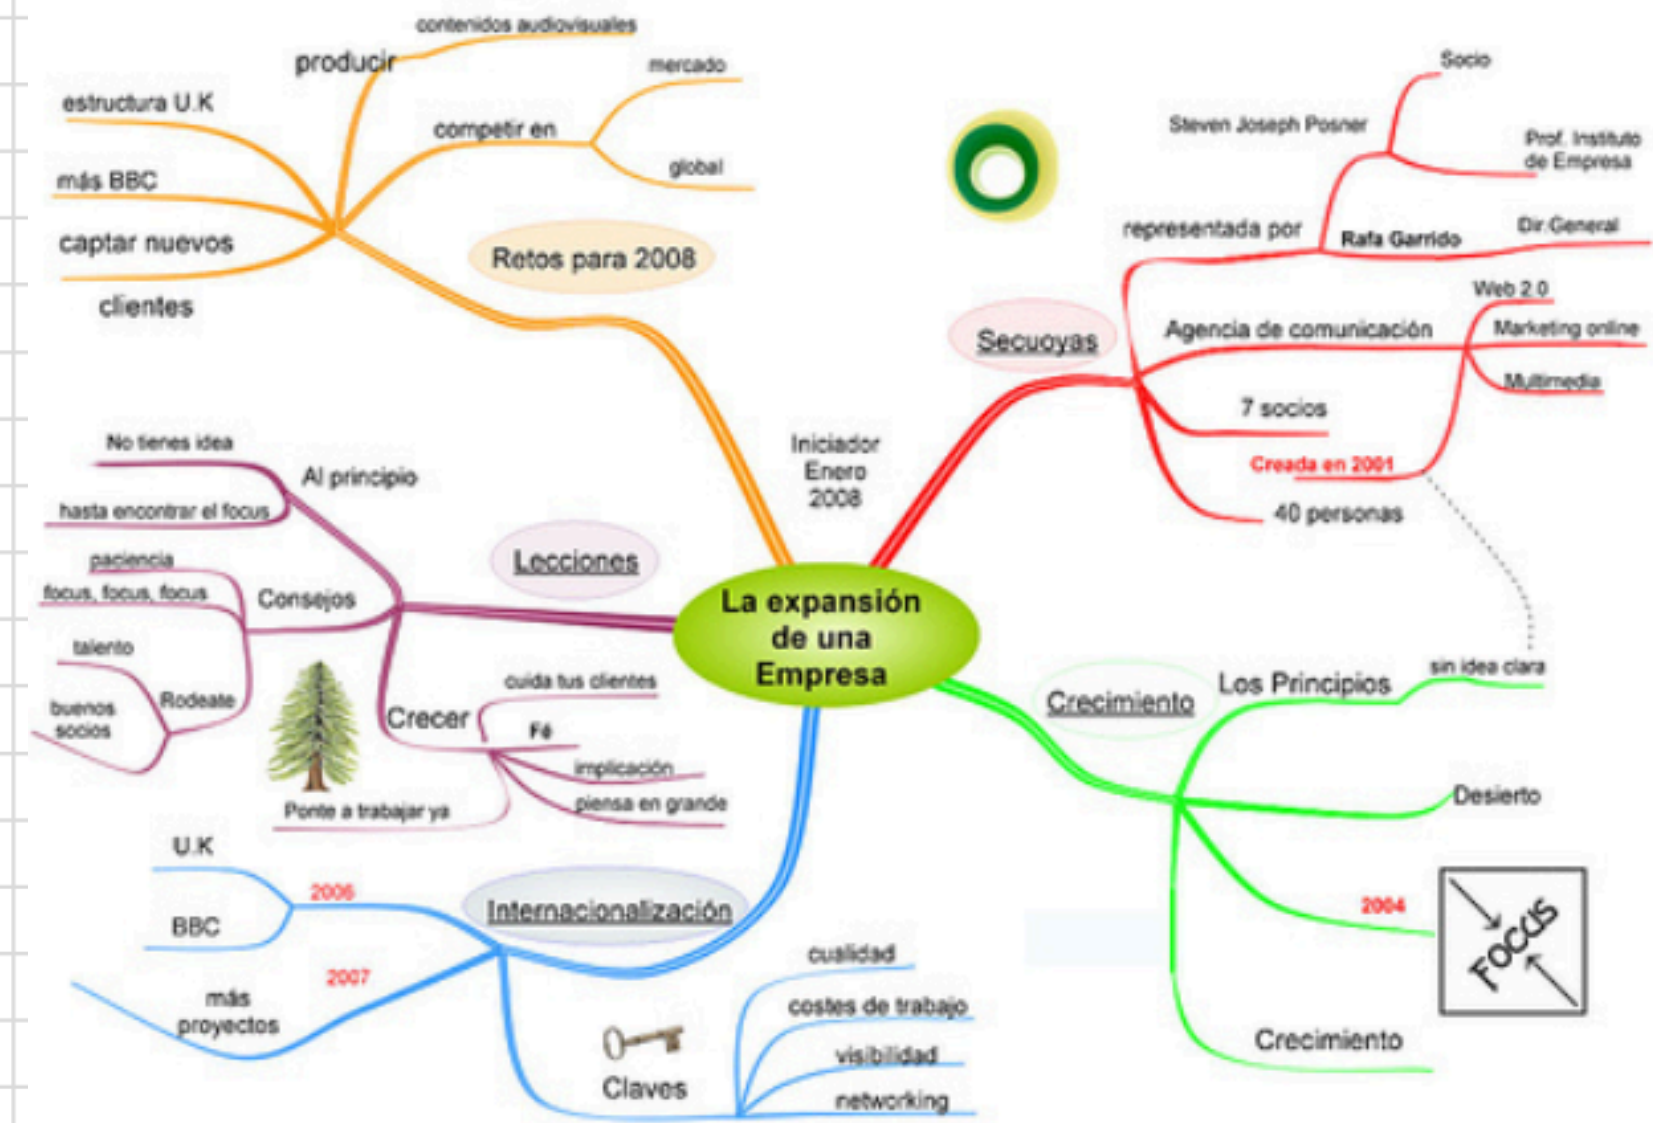 contenidos audiovisuales
producir
mercado
estructura U.K
competir en
global
más BBC
captar nuevos
clientes
Retos para 2008
Socio
Steven Joseph Posner
Prof. Instituto
de Empresa
representada por
Rafa Garrido
Dir.General
Web 2.0
Secuoyas
Agencia de comunicación
Marketing online
Multimedia
7 socios
Creada en 2001
40 personas
Iniciador
Enero
2008
No tienes idea
Al principio
hasta encontrar el focus
Lecciones
paciencia
focus, focus, focus
Consejos
talento
Rodeate
buenos
socios
La expansión
de una
Empresa
cuida tus clientes
Crecer
Fé
implicación
piensa en grande
Ponte a trabajar ya
Crecimiento
Los Principios
sin idea clara
Desierto
2004
FOCUS
Crecimiento
U.K
2006
Internacionalización
BBC
2007
más
proyectos
cualidad
costes de trabajo
visibilidad
networking
Claves